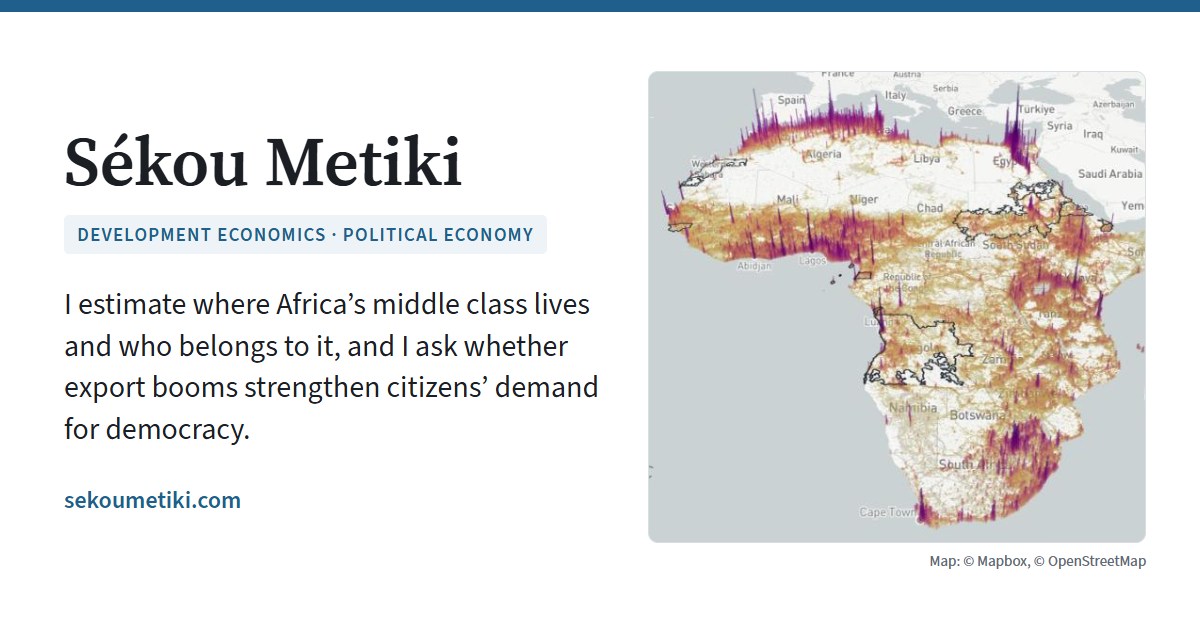 Sékou Metiki
DEVELOPMENT ECONOMICS · POLITICAL ECONOMY
I estimate where Africa’s middle class lives
and who belongs to it, and I ask whether
export booms strengthen citizens’ demand
for democracy.
sekoumetiki.com
France
Austria
Serbia
Spain
Italy
Greece
Türkiye
Azerbaijan
Syria
Iraq
Kuwait
Algeria
Libya
Saudi Arabia
Mali
Niger
Chad
South Sudan
Abidjan
Lagos
Republic of
Namibia
Botswana
Cape Town
Map: © Mapbox, © OpenStreetMap